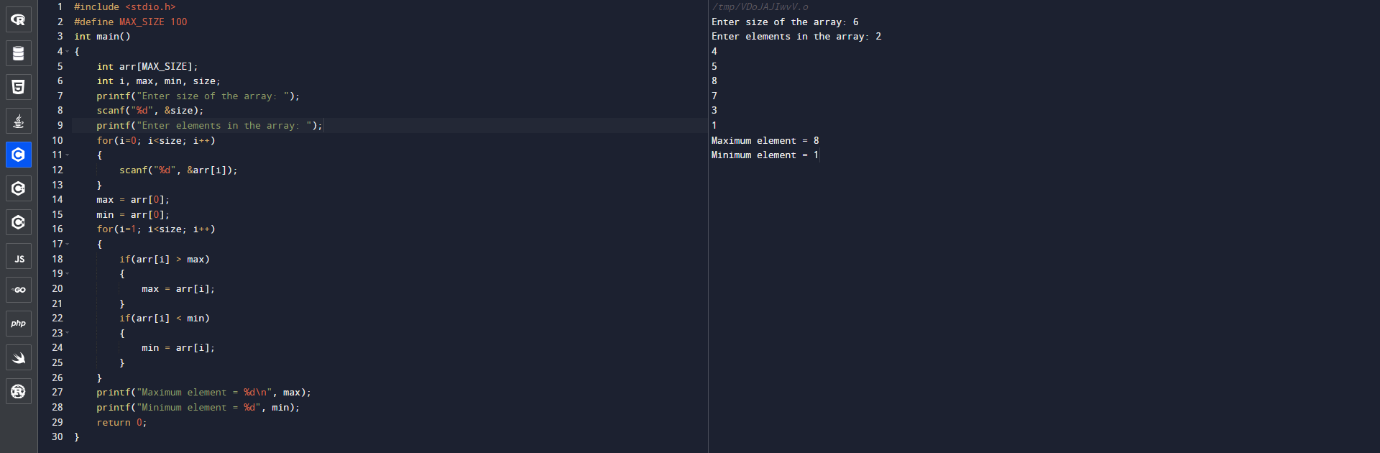 1 #include <stdio.h>
2 #define MAX_SIZE 100
3 int main()
4 {
5 int arr[MAX_SIZE];
6 int i, max, min, size;
7 printf("Enter size of the array: ");
8 scanf("%d", &size);
9 printf("Enter elements in the array: ");
10 for(i=0; i<size; i++)
11 {
12 scanf("%d", &arr[i]);
13 }
14 max = arr[0];
15 min = arr[0];
16 for(i=1; i<size; i++)
17 {
18 if(arr[i] > max)
19 {
20 max = arr[i];
21 }
22 if(arr[i] < min)
23 {
24 min = arr[i];
25 }
26 }
27 printf("Maximum element = %d\n", max);
28 printf("Minimum element = %d", min);
29 return 0;
30 }
/tmp/VDoJAJIwvV.o
Enter size of the array: 6
Enter elements in the array: 2
4
5
8
7
3
1
Maximum element = 8
Minimum element = 1
R
5
C
C
C
JS
GO
php